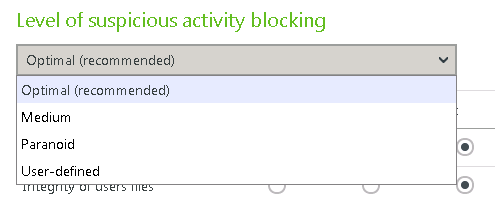 Level of suspicious activity blocking
Optimal (recommended)
Optimal (recommended)
Medium
Paranoid
User-defined
Integrity of users files